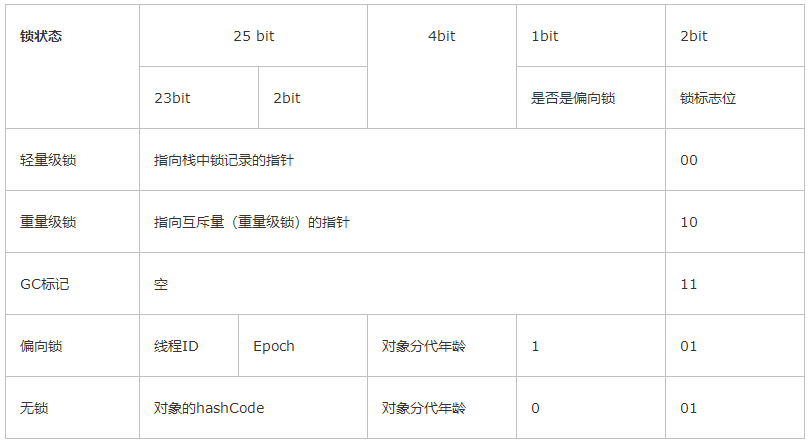 锁状态 25 bit 4bit 1bit 2bit
23bit 2bit 是否是偏向锁 锁标志位
轻量级锁 指向栈中锁记录的指针 00
重量级锁 指向互斥量（重量级锁）的指针 10
GC标记 空 11
偏向锁 线程ID Epoch 对象分代年龄 1 01
无锁 对象的hashCode 对象分代年龄 0 01